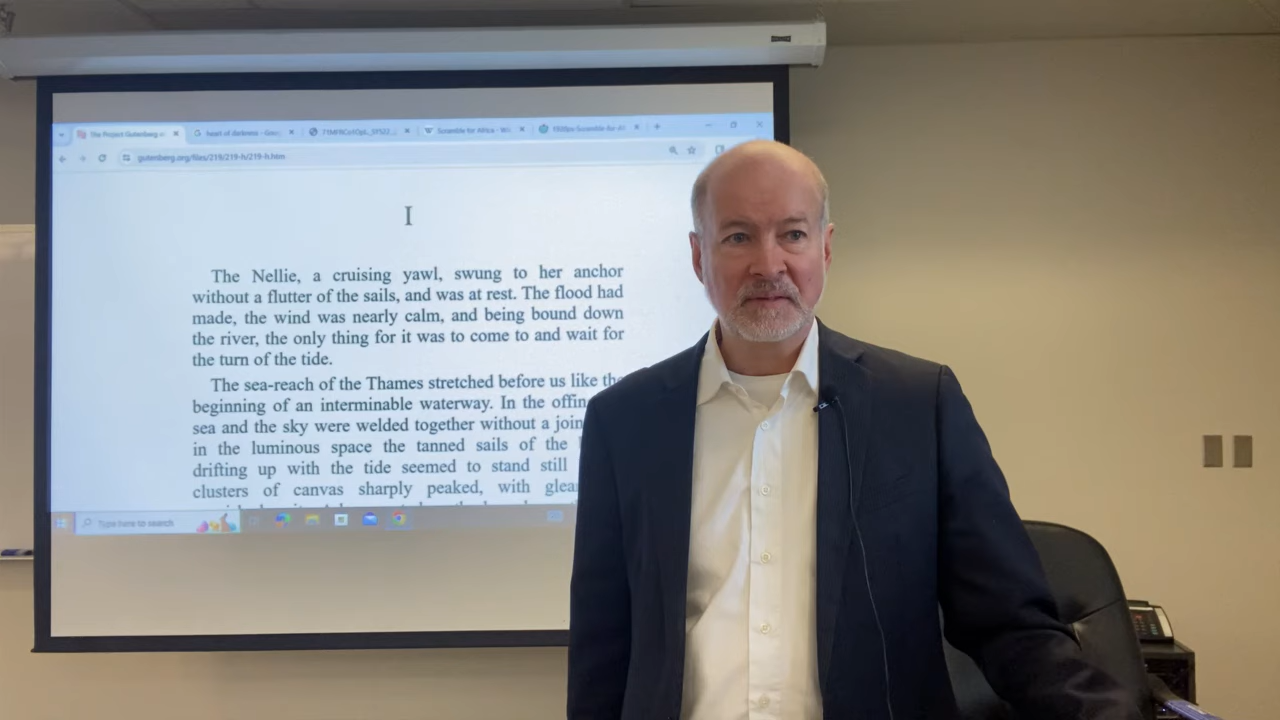 The Project Gutenberg e
heart of darkness - Goog
Scramble for Africa - Wi
gutenberg.org/files/219/219-h/219-h.htm
I
The Nellie, a cruising yawl, swung to her anchor
without a flutter of the sails, and was at rest. The flood had
made, the wind was nearly calm, and being bound down
the river, the only thing for it was to come to and wait for
the turn of the tide.
The sea-reach of the Thames stretched before us like the
beginning of an interminable waterway. In the offin
sea and the sky were welded together without a join
in the luminous space the tanned sails of the
drifting up with the tide seemed to stand still
clusters of canvas sharply peaked, with glea
Type here to search